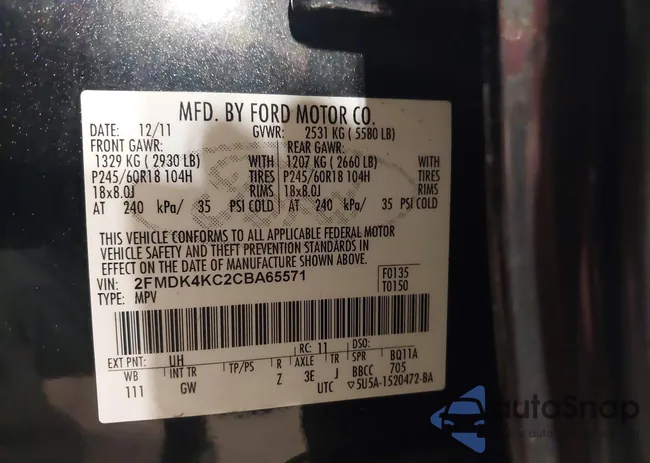 MFD. BY FORD MOTOR CO.
DATE: 12/11 GVWR: 2531 KG ( 5580 LB)
FRONT GAWR: REAR GAWR:
1329 KG ( 2930 LB) WITH 1207 KG ( 2660 LB) WITH
P245/60R18 104H TIRES P245/60R18 104H TIRES
18x8.0J RIMS 18x8.0J RIMS
AT 240 kPa/ 35 PSI COLD AT 240 kPa/ 35 PSI COLD
THIS VEHICLE CONFORMS TO ALL APPLICABLE FEDERAL MOTOR
VEHICLE SAFETY AND THEFT PREVENTION STANDARDS IN
EFFECT ON THE DATE OF MANUFACTURE SHOWN ABOVE.
VIN: 2FMDK4KC2CBA65571 F0135
TYPE: MPV T0150
EXT PNT: UH RC: 11 DSO:
WB INT TR TP/PS R AXLE TR SPR BQ11A
111 GW Z 3E J BBCC 705
UTC ▽5U5A-1520472-BA
autoSnap